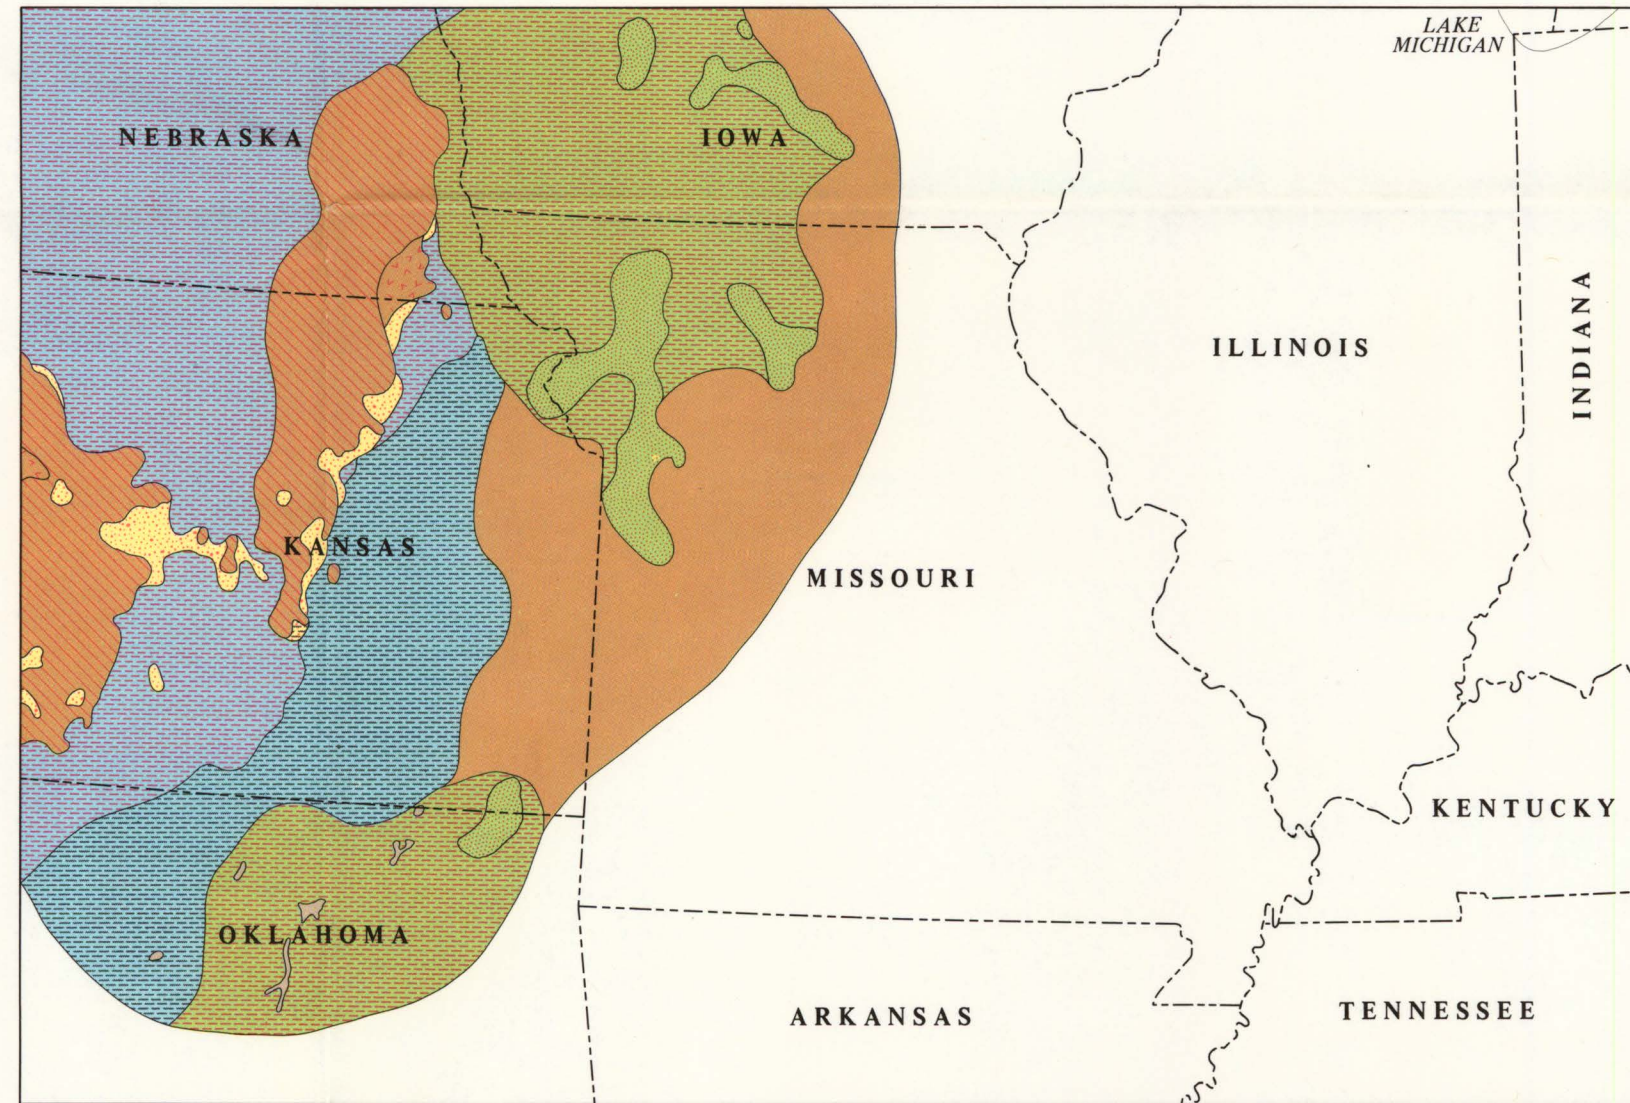 LAKE
MICHIGAN
NEBRASKA
IOWA
ILLINOIS
INDIANA
KANSAS
MISSOURI
KENTUCKY
OKLAHOMA
ARKANSAS
TENNESSEE